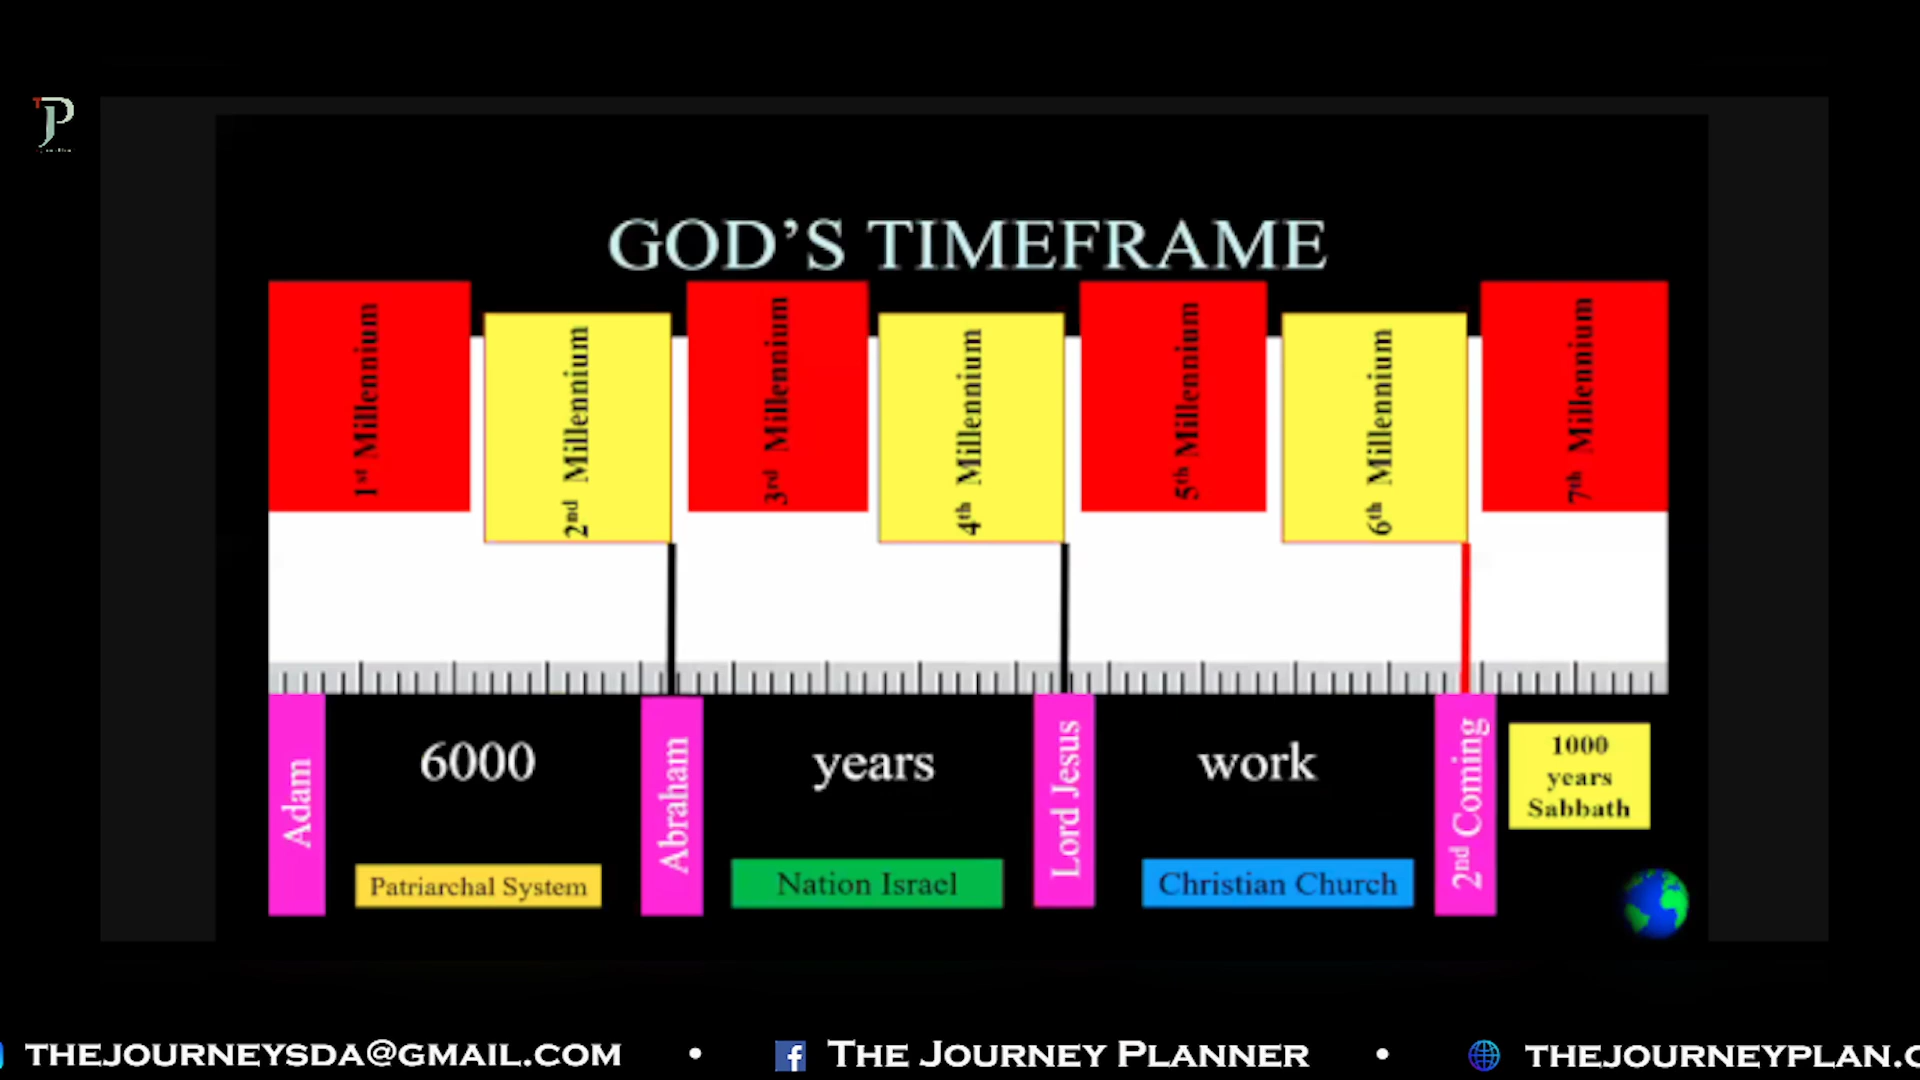 TJP
GOD'S TIMEFRAME
1st Millennium
2nd Millennium
3rd Millennium
4th Millennium
5th Millennium
6th Millennium
7th Millennium
Adam
6000
Abraham
years
Lord Jesus
work
2nd Coming
1000
years
Sabbath
Patriarchal System
Nation Israel
Christian Church
THEJOURNEYSDA@GMAIL.COM • THE JOURNEY PLANNER • THEJOURNEYPLAN.C